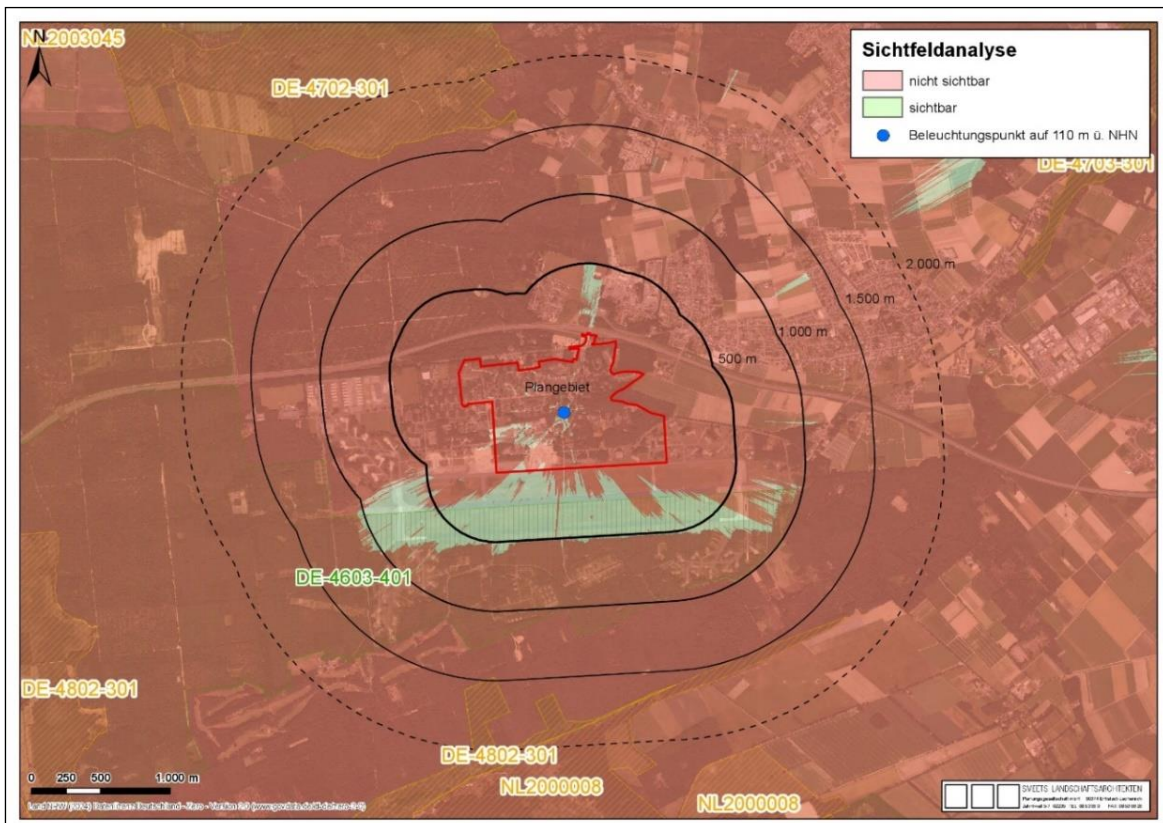 NL2003045
N
DE-4702-301
Sichtfeldanalyse
nicht sichtbar
sichtbar
Beleuchtungspunkt auf 110 m ü. NHN
DE-4703-301
2.000 m
1.500 m
1.000 m
500 m
Plangebiet
DE-4603-401
DE-4802-301
DE-4802-301
NL2000008
NL2000008
0 250 500 1.000 m
SMEETS LANDSCHAFTSARCHITEKTEN